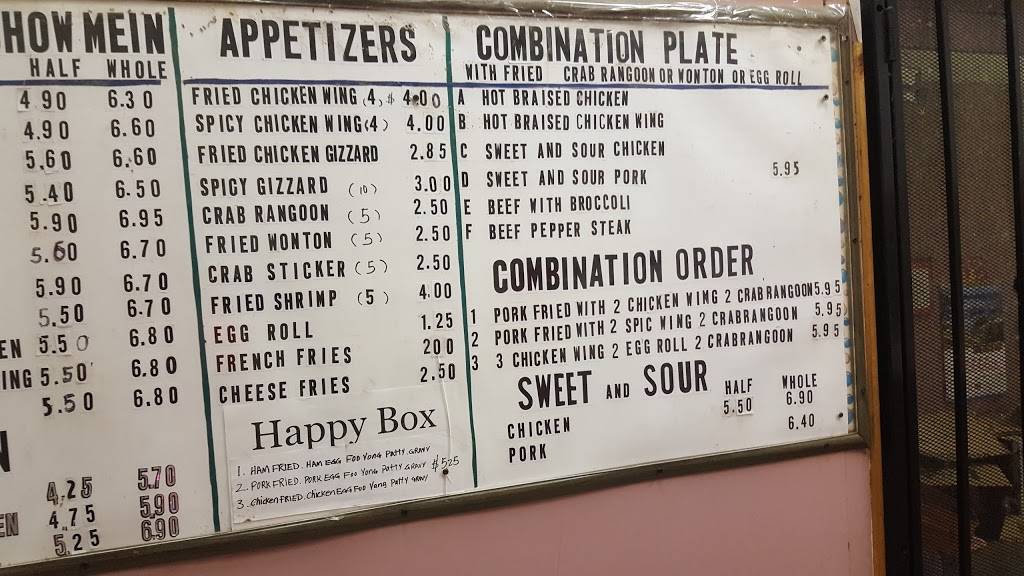 HOW MEIN
HALF WHOLE
4.90 6.30
4.90 6.60
5.60 6.60
5.40 6.50
5.90 6.95
5.60 6.70
5.90 6.70
5.50 6.70
EN 5.50 6.80
ING 5.50 6.80
5.50 6.80
N
4.25 5.70
EN 4.75 5.90
5.25 6.90
APPETIZERS
FRIED CHICKEN WING (4) $ 4.00
SPICY CHICKEN WING (4) 4.00
FRIED CHICKEN GIZZARD 2.85
SPICY GIZZARD (10) 3.00
CRAB RANGOON (5) 2.50
FRIED WONTON (5) 2.50
CRAB STICKER (5) 2.50
FRIED SHRIMP (5) 4.00
EGG ROLL 1.25
FRENCH FRIES 200
CHEESE FRIES 2.50
Happy Box
1. HAM FRIED. HAM EGG FOO YONG PATTY. GRAVY
2. PORK FRIED. PORK EGG FOO YONG PATTY GRAVY $5.25
3. Chicken FRIED. Chicken EGG FOO YONG PATTY GRAVY
COMBINATION PLATE
WITH FRIED CRAB RANGOON OR WONTON OR EGG ROLL
A HOT BRAISED CHICKEN
B HOT BRAISED CHICKEN WING
C SWEET AND SOUR CHICKEN
D SWEET AND SOUR PORK 5.95
E BEEF WITH BROCCOLI
F BEEF PEPPER STEAK
COMBINATION ORDER
1 PORK FRIED WITH 2 CHICKEN WING 2 CRABRANGOON 5.95
2 PORK FRIED WITH 2 SPIC WING 2 CRABRANGOON 5.95
3 3 CHICKEN WING 2 EGG ROLL 2 CRABRANGOON 5.95
SWEET AND SOUR HALF WHOLE
CHICKEN 5.50 6.90
PORK 6.40